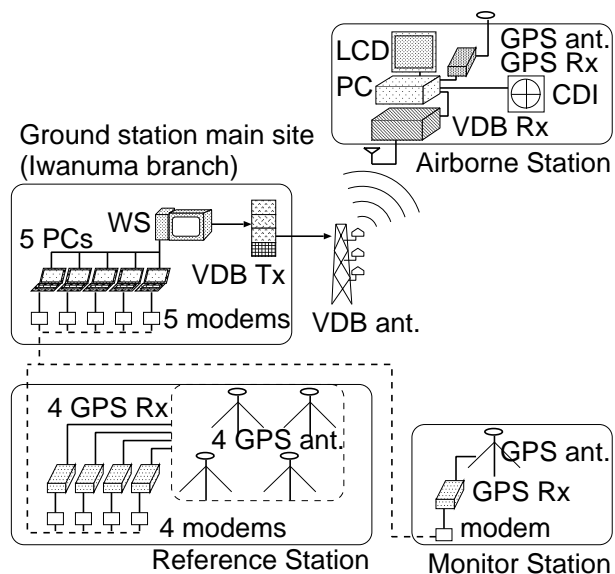 LCD
GPS ant.
GPS Rx
PC
CDI
VDB Rx
Airborne Station
Ground station main site
(Iwanuma branch)
WS
5 PCs
VDB Tx
5 modems
VDB ant.
4 GPS Rx
4 GPS ant.
4 modems
Reference Station
GPS ant.
GPS Rx
modem
Monitor Station